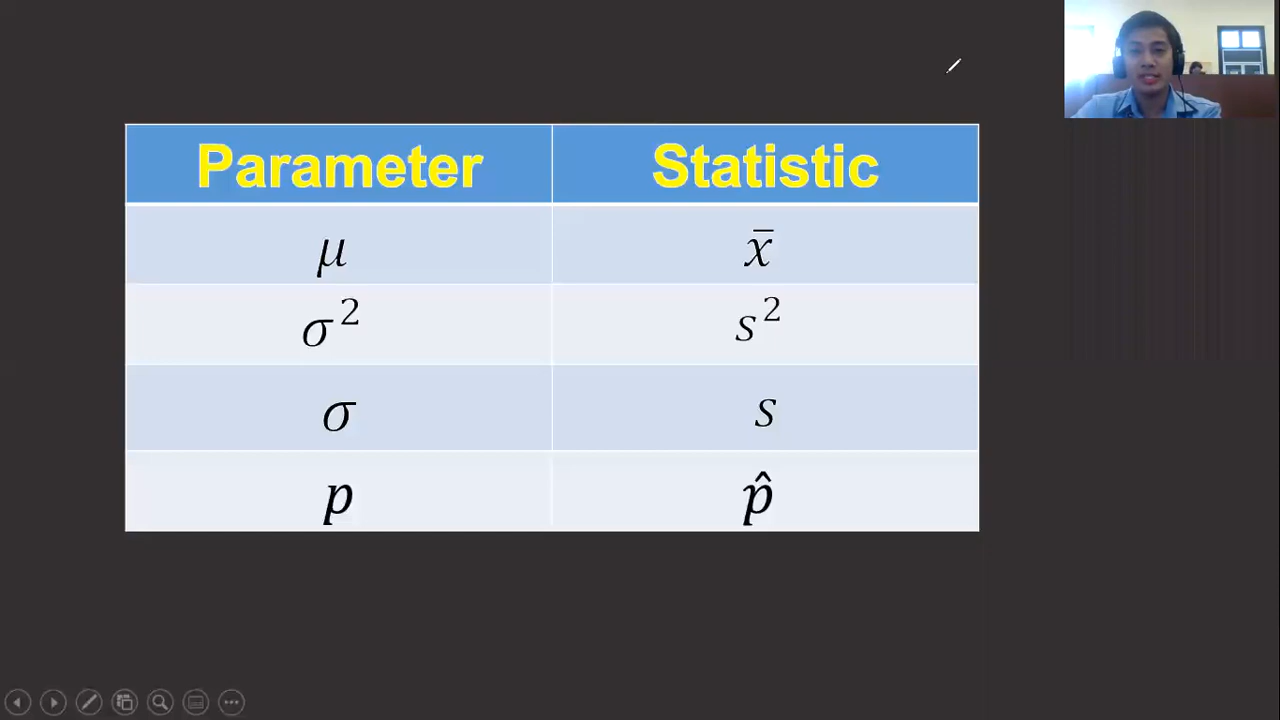 Parameter Statistic
μ x̄
σ² s²
σ s
p p̂